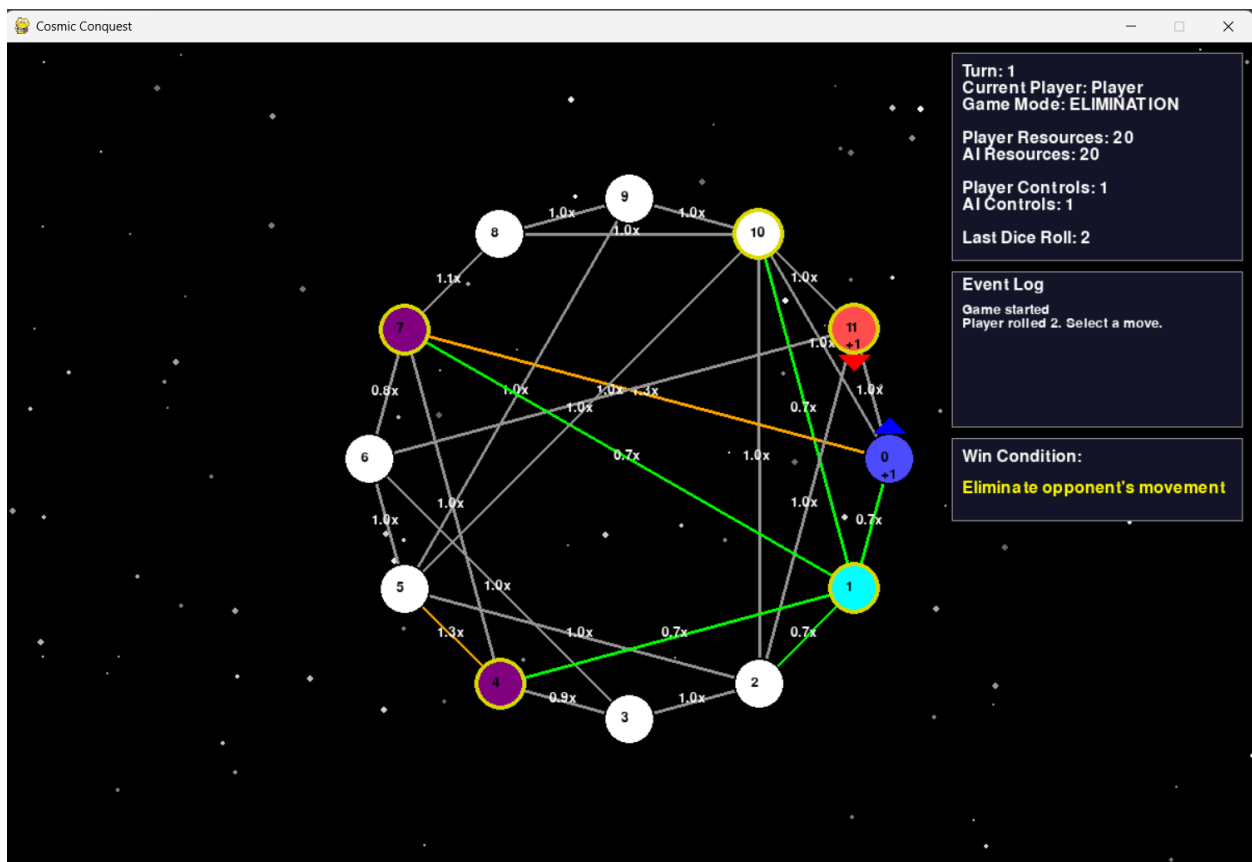 Cosmic Conquest
Turn: 1
Current Player: Player
Game Mode: ELIMINATION
Player Resources: 20
AI Resources: 20
Player Controls: 1
AI Controls: 1
Last Dice Roll: 2
Event Log
Game started
Player rolled 2. Select a move.
Win Condition:
Eliminate opponent's movement
9
1.0x
1.0x
8
1.0x
10
1.1x
1.0x
7
11
1.0x
+1
0.8x
1.0x
1.0x
1.3x
1.0x
1.0x
0.7x
6
0.7x
1.0x
0
+1
1.0x
1.0x
1.0x
0.7x
5
1.0x
1
1.3x
1.0x
0.7x
0.7x
4
2
0.9x
1.0x
3